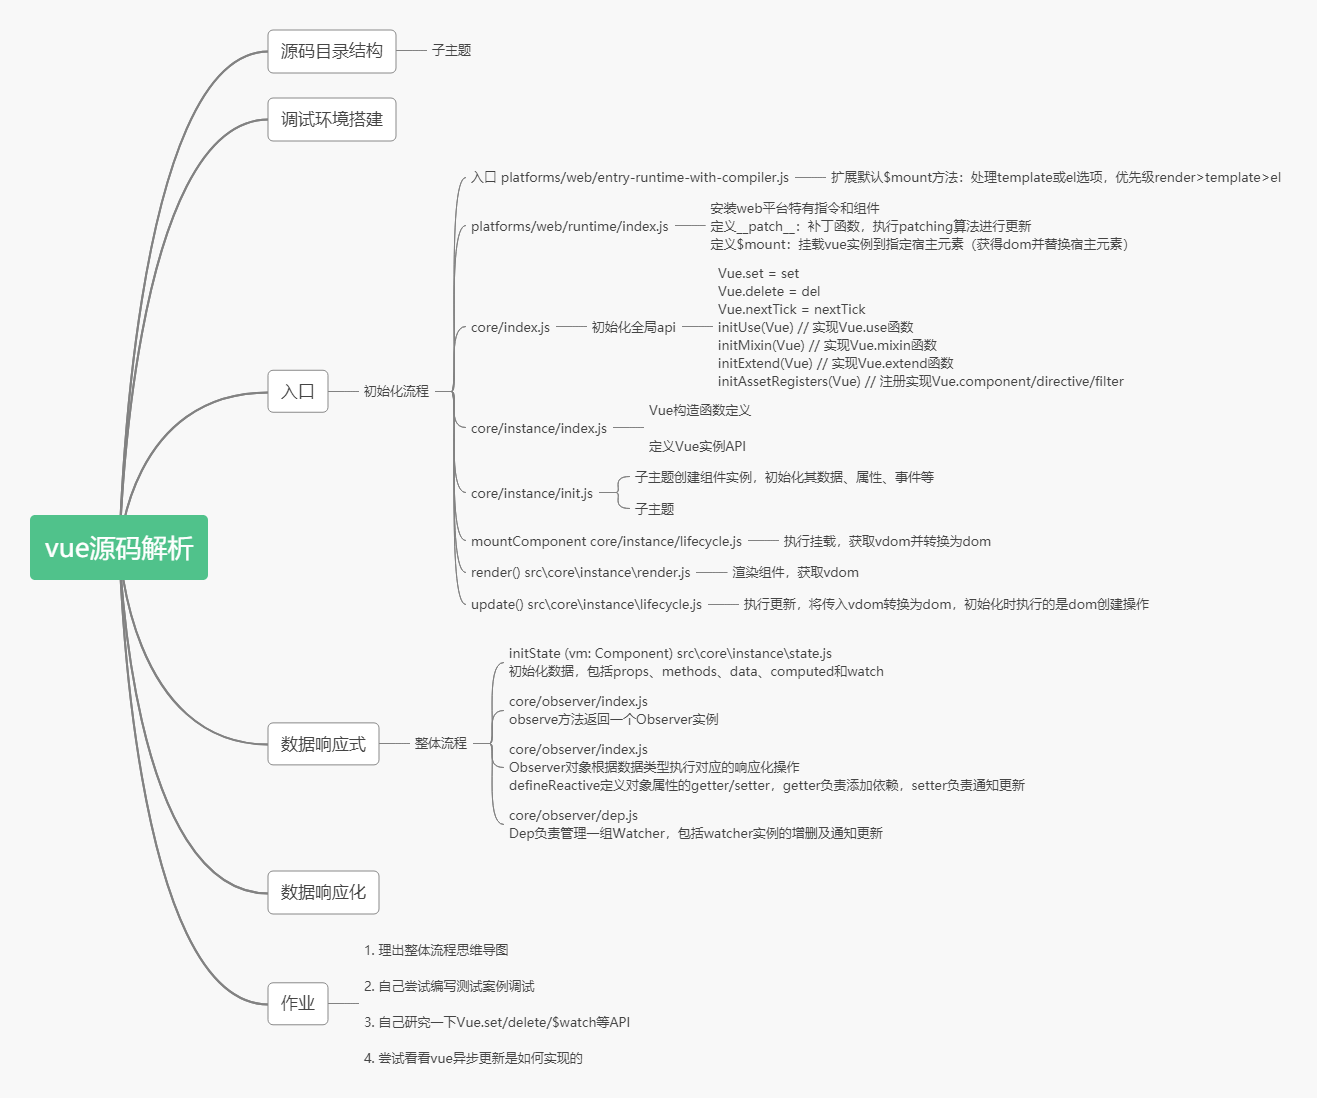 vue源码解析
源码目录结构
子主题
调试环境搭建
入口
初始化流程
入口 platforms/web/entry-runtime-with-compiler.js
扩展默认$mount方法：处理template或el选项，优先级render>template>el
platforms/web/runtime/index.js
安装web平台特有指令和组件
定义__patch__：补丁函数，执行patching算法进行更新
定义$mount：挂载vue实例到指定宿主元素（获得dom并替换宿主元素）
core/index.js
初始化全局api
Vue.set = set
Vue.delete = del
Vue.nextTick = nextTick
initUse(Vue) // 实现Vue.use函数
initMixin(Vue) // 实现Vue.mixin函数
initExtend(Vue) // 实现Vue.extend函数
initAssetRegisters(Vue) // 注册实现Vue.component/directive/filter
core/instance/index.js
Vue构造函数定义
定义Vue实例API
core/instance/init.js
子主题创建组件实例，初始化其数据、属性、事件等
子主题
mountComponent core/instance/lifecycle.js
执行挂载，获取vdom并转换为dom
render() src\core\instance\render.js
渲染组件，获取vdom
update() src\core\instance\lifecycle.js
执行更新，将传入vdom转换为dom，初始化时执行的是dom创建操作
数据响应式
整体流程
initState (vm: Component) src\core\instance\state.js
初始化数据，包括props、methods、data、computed和watch
core/observer/index.js
observe方法返回一个Observer实例
core/observer/index.js
Observer对象根据数据类型执行对应的响应化操作
defineReactive定义对象属性的getter/setter，getter负责添加依赖，setter负责通知更新
core/observer/dep.js
Dep负责管理一组Watcher，包括watcher实例的增删及通知更新
数据响应化
作业
1. 理出整体流程思维导图
2. 自己尝试编写测试案例调试
3. 自己研究一下Vue.set/delete/$watch等API
4. 尝试看看vue异步更新是如何实现的